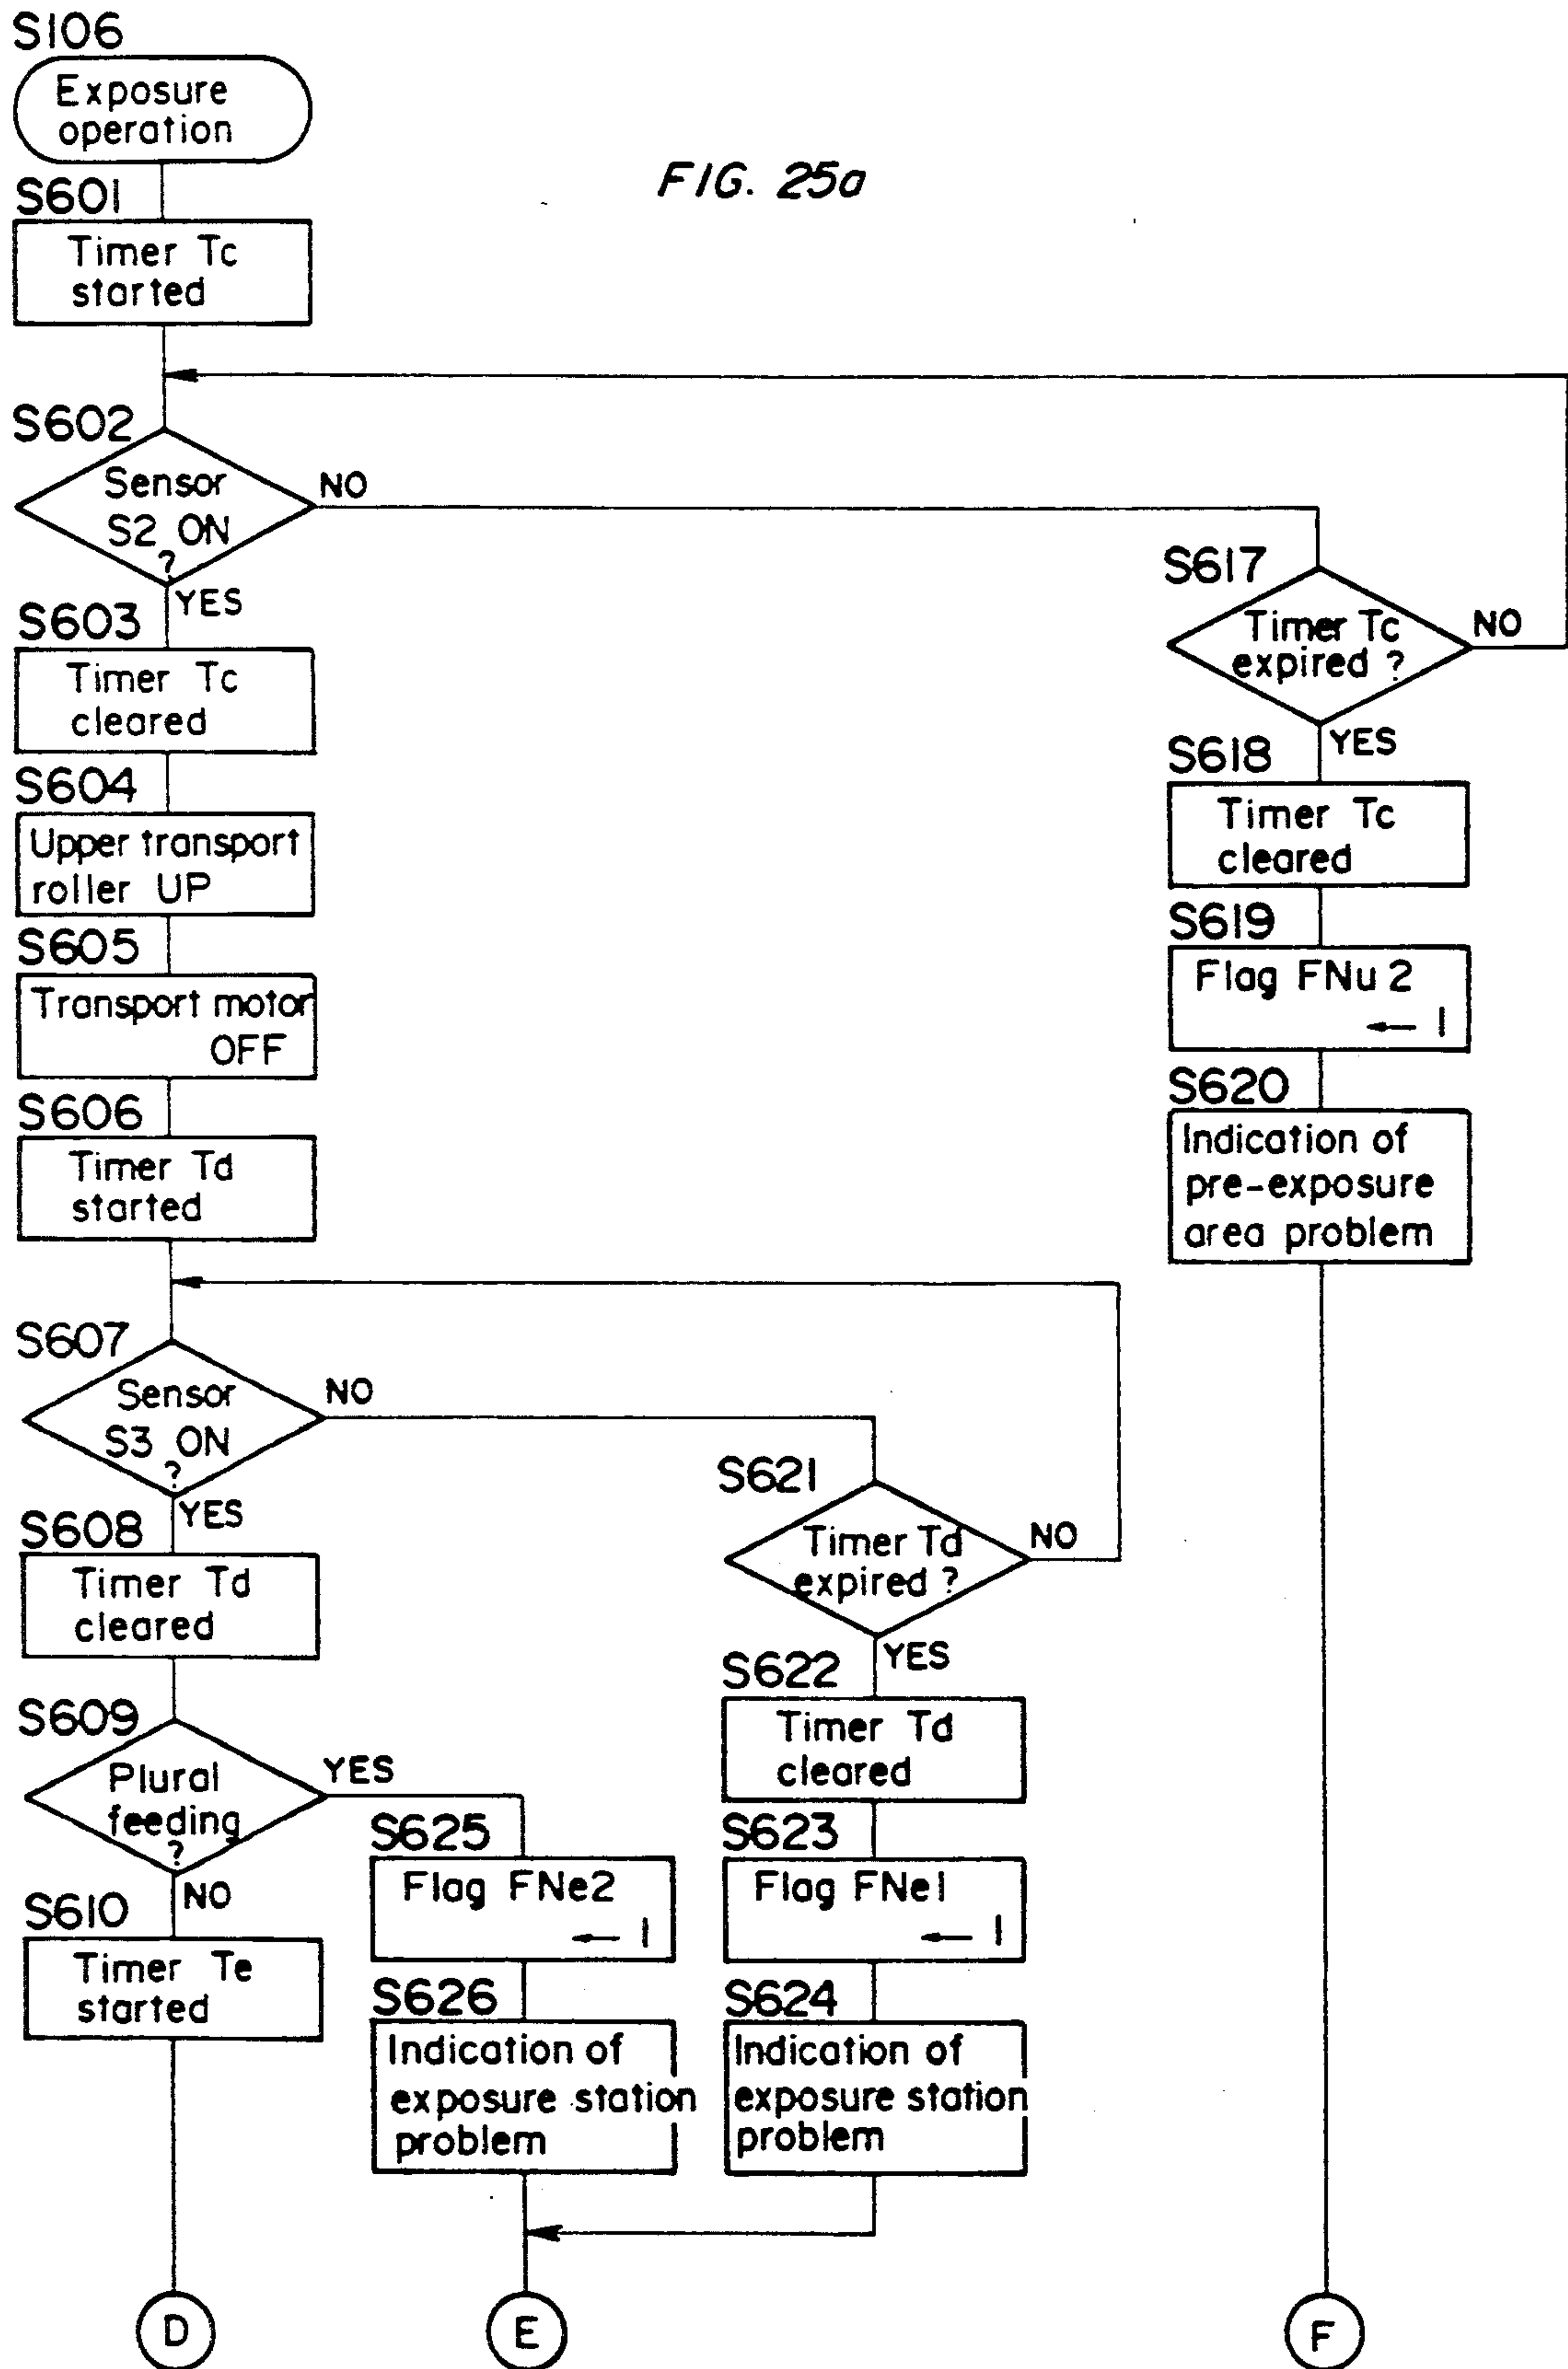 S106
Exposure
operation
FIG. 25a
S601
Timer Tc
started
S602
Sensor
S2 ON
?
NO
YES
S617
Timer Tc
expired ?
NO
YES
S603
Timer Tc
cleared
S604
Upper transport
roller UP
S605
Transport motor
OFF
S606
Timer Td
started
S618
Timer Tc
cleared
S619
Flag FNu 2
← 1
S620
Indication of
pre-exposure
area problem
S607
Sensor
S3 ON
?
NO
YES
S621
Timer Td
expired ?
NO
YES
S608
Timer Td
cleared
S622
Timer Td
cleared
S609
Plural
feeding
?
YES
NO
S625
Flag FNe2
← 1
S623
Flag FNe1
← 1
S610
Timer Te
started
S626
Indication of
exposure station
problem
S624
Indication of
exposure station
problem
D
E
F